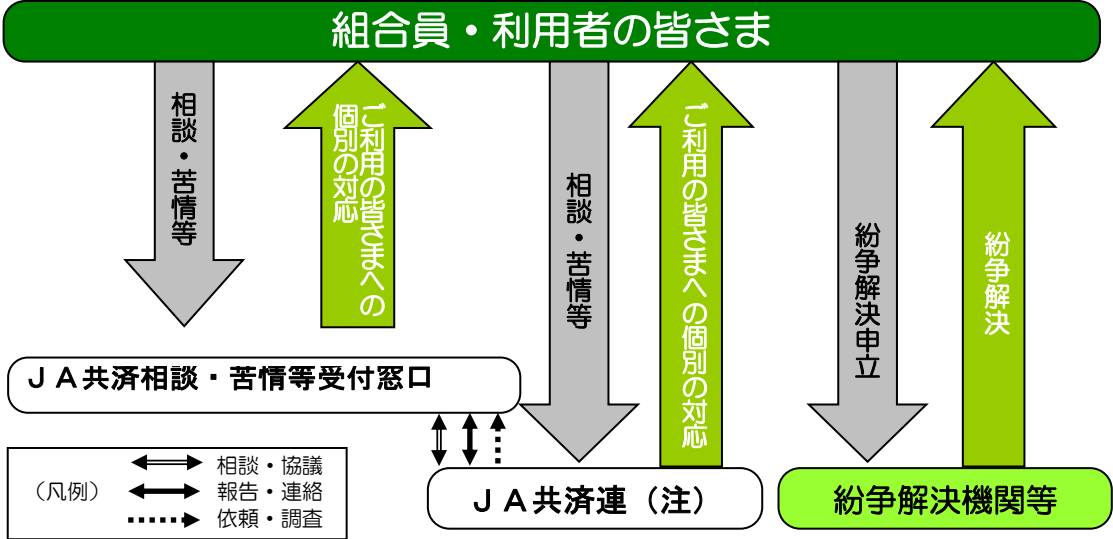 組合員・利用者の皆さま
相談・苦情等
ご利用の皆さまへの
個別の対応
相談・苦情等
ご利用の皆さまへの個別の対応
紛争解決申立
紛争解決
ＪＡ共済相談・苦情等受付窓口
（凡例）
相談・協議
報告・連絡
依頼・調査
ＪＡ共済連（注）
紛争解決機関等